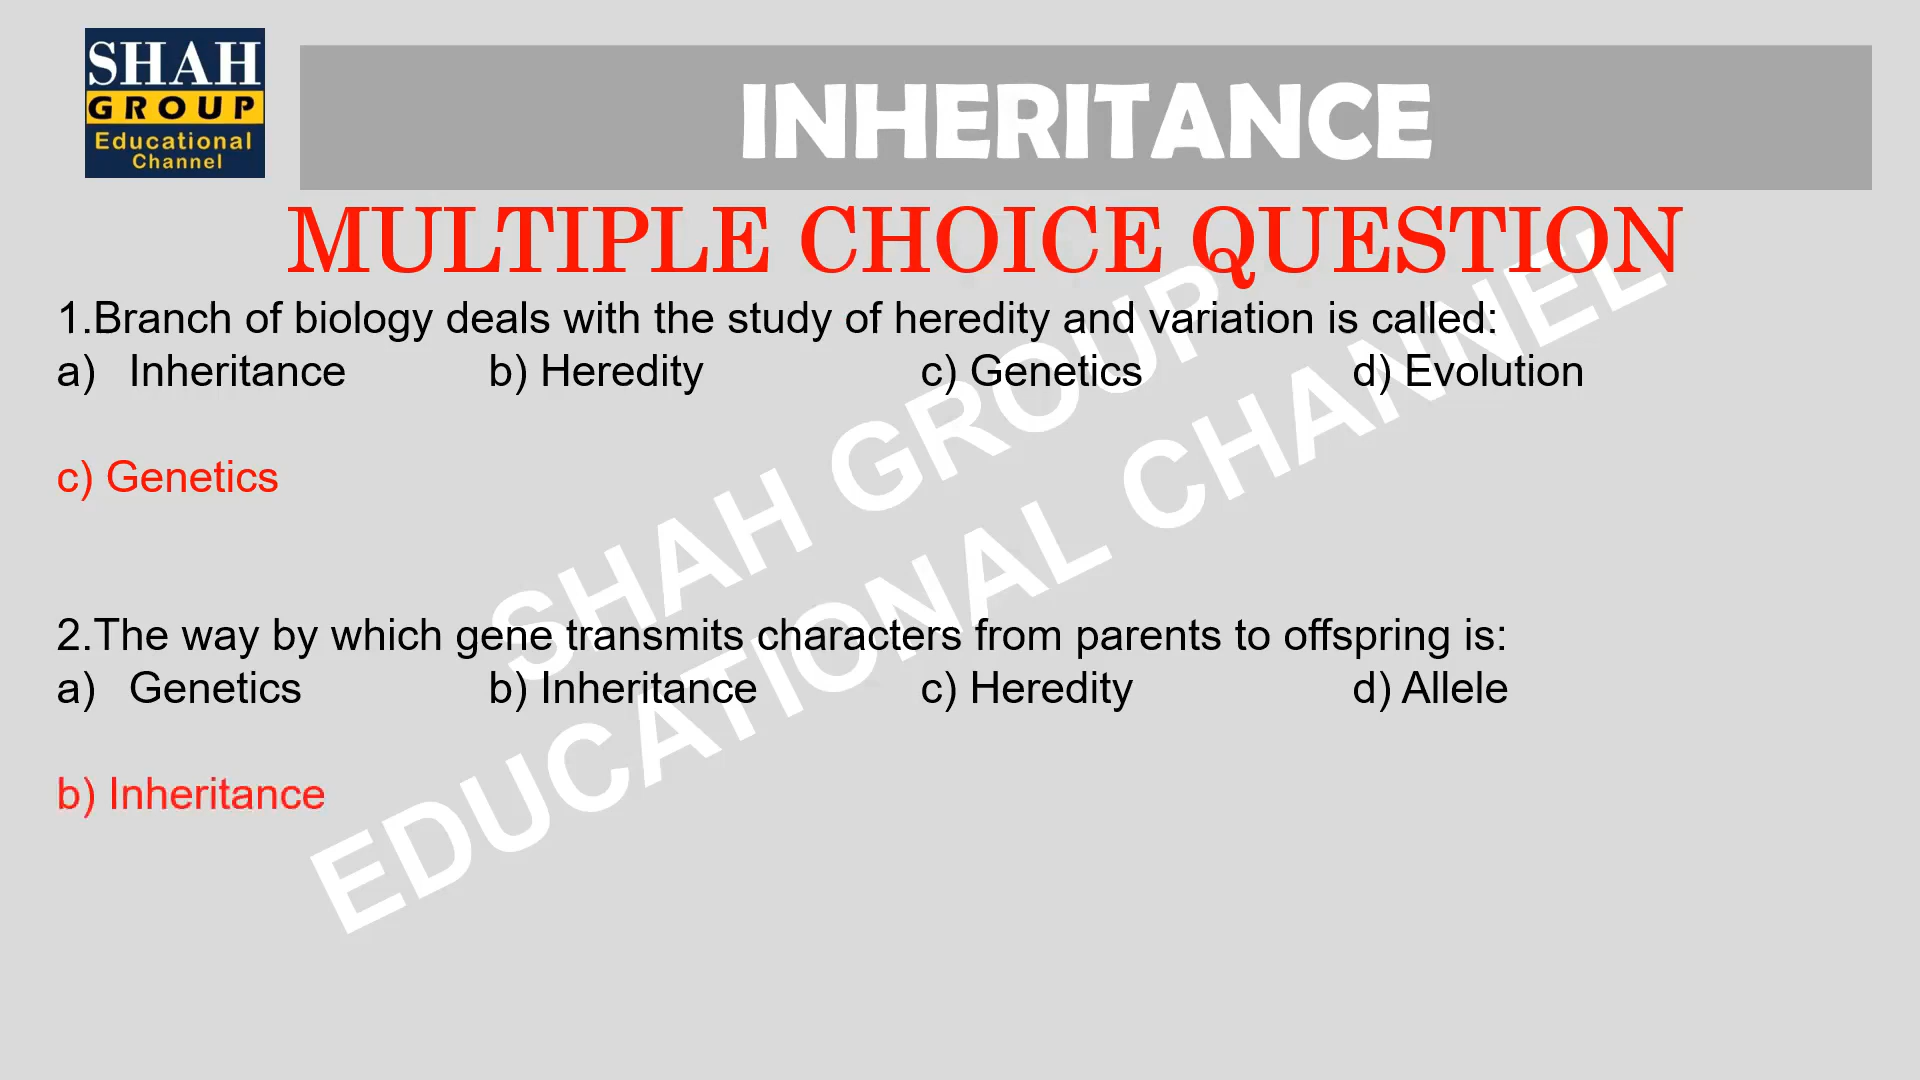 SHAH
GROUP
Educational
Channel
INHERITANCE
MULTIPLE CHOICE QUESTION
1.Branch of biology deals with the study of heredity and variation is called:
a) Inheritance b) Heredity c) Genetics d) Evolution
c) Genetics
2.The way by which gene transmits characters from parents to offspring is:
a) Genetics b) Inheritance c) Heredity d) Allele
b) Inheritance
SHAH GROUP
EDUCATIONAL CHANNEL